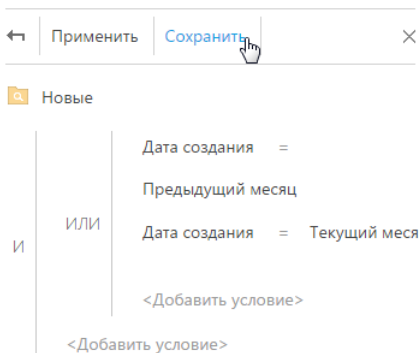 Применить Сохранить
Новые
Дата создания =
Предыдущий месяц
ИЛИ
Дата создания = Текущий меся
И
<Добавить условие>
<Добавить условие>